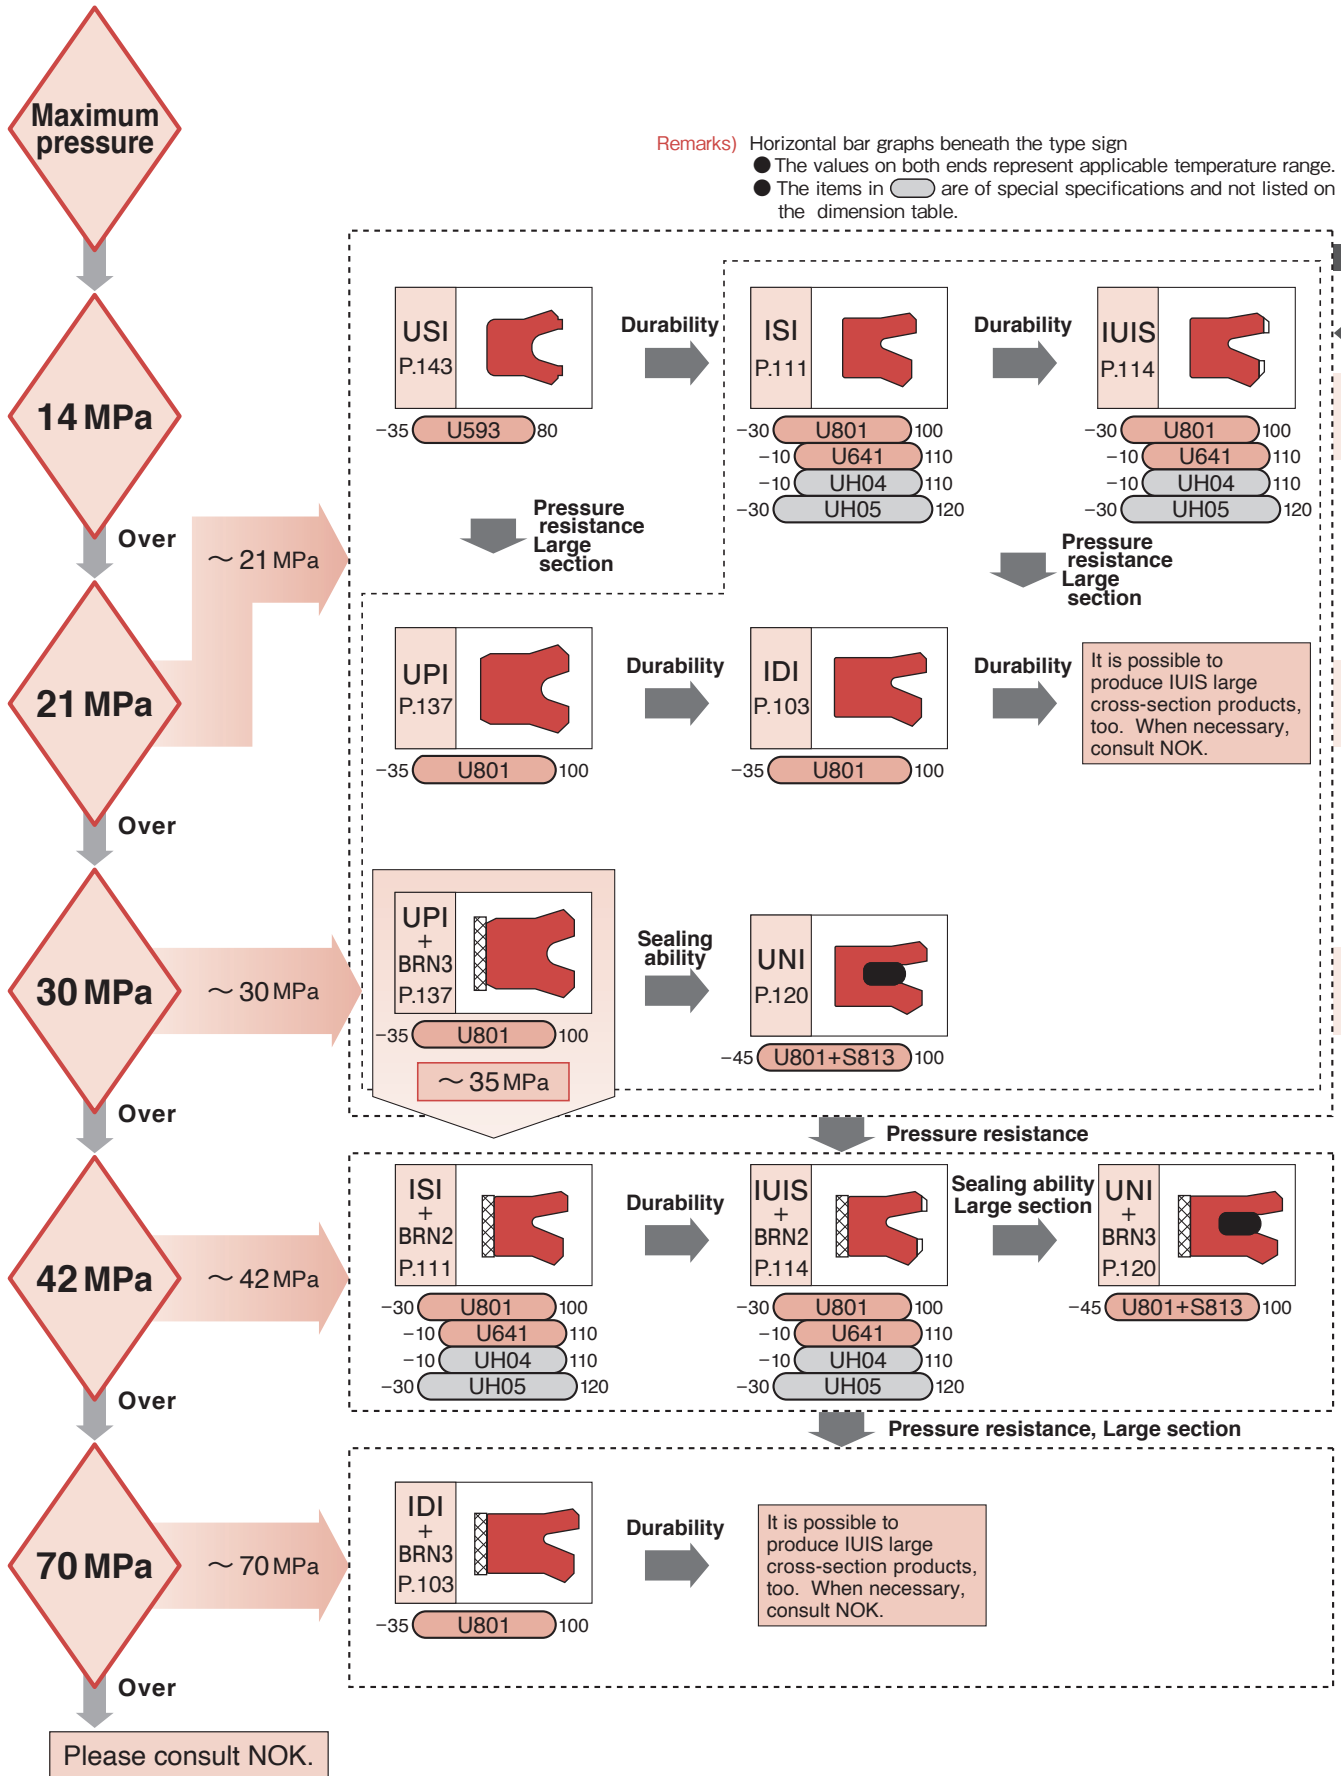 Maximum
pressure
Remarks) Horizontal bar graphs beneath the type sign
● The values on both ends represent applicable temperature range.
● The items in are of special specifications and not listed on
the dimension table.
14 MPa
Over
USI
P.143
−35 U593 80
Durability
ISI
P.111
−30 U801 100
−10 U641 110
−10 UH04 110
−30 UH05 120
Durability
IUIS
P.114
−30 U801 100
−10 U641 110
−10 UH04 110
−30 UH05 120
Pressure
resistance
Large
section
Pressure
resistance
Large
section
21 MPa
~ 21 MPa
Over
UPI
P.137
−35 U801 100
Durability
IDI
P.103
−35 U801 100
Durability
It is possible to
produce IUIS large
cross-section products,
too. When necessary,
consult NOK.
30 MPa
~ 30 MPa
Over
UPI
+
BRN3
P.137
−35 U801 100
~ 35 MPa
Sealing
ability
UNI
P.120
−45 U801+S813 100
Pressure resistance
42 MPa
~ 42 MPa
Over
ISI
+
BRN2
P.111
−30 U801 100
−10 U641 110
−10 UH04 110
−30 UH05 120
Durability
IUIS
+
BRN2
P.114
−30 U801 100
−10 U641 110
−10 UH04 110
−30 UH05 120
Sealing ability
Large section
UNI
+
BRN3
P.120
−45 U801+S813 100
Pressure resistance, Large section
70 MPa
~ 70 MPa
Over
IDI
+
BRN3
P.103
−35 U801 100
Durability
It is possible to
produce IUIS large
cross-section products,
too. When necessary,
consult NOK.
Please consult NOK.